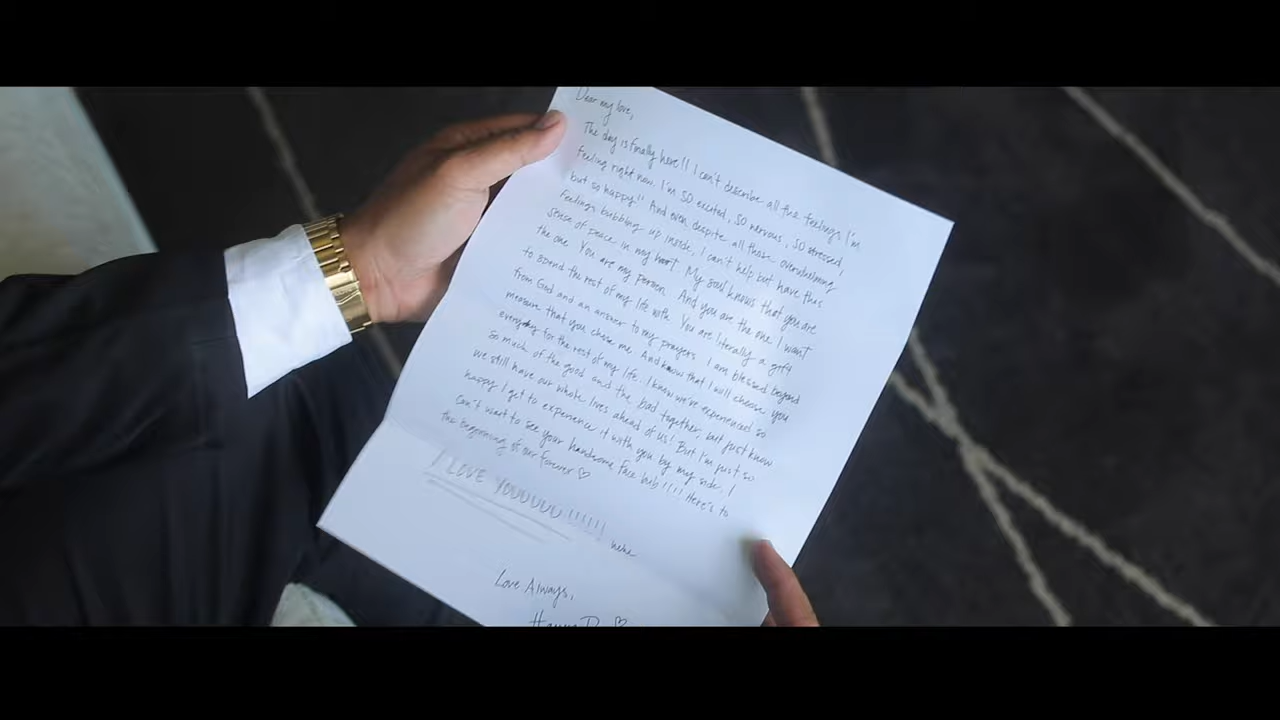 Dear my love,
The day is finally here!! I can't describe all the feelings I'm
feeling right now. I'm SO excited, SO nervous, SO stressed,
but so happy!! And even despite all those overwhelming
feelings bubbling up inside, I can't help but have this
sense of peace in my heart. My soul knows that you are
the one. You are my person. And you are the one I want
to spend the rest of my life with. You are literally a gift
from God and an answer to my prayers. I am blessed beyond
measure that you chose me. And know that I will choose you
everyday for the rest of my life. I know we've experienced so
so much of the good and the bad together, but just know
we still have our whole lives ahead of us! But I'm just so
happy I get to experience it with you by my side. I
can't wait to see your handsome face bub!!!! Here's to
the beginning of our forever ♡
I LOVE YOUUUUU!!!!!!
hehe
Love Always,